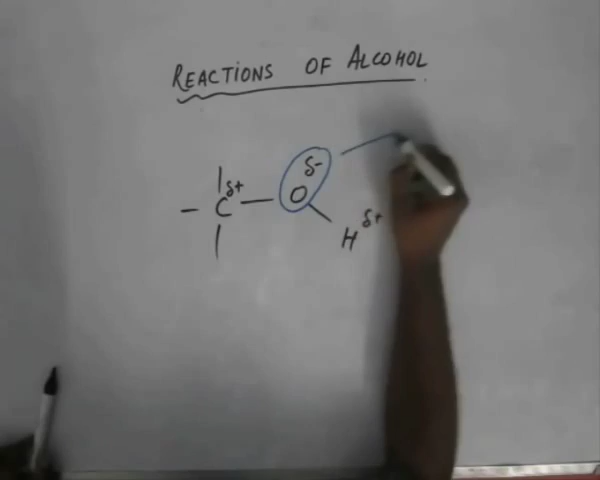 REACTIONS OF ALCOHOL
δ-
δ+
- C - O
H δ+